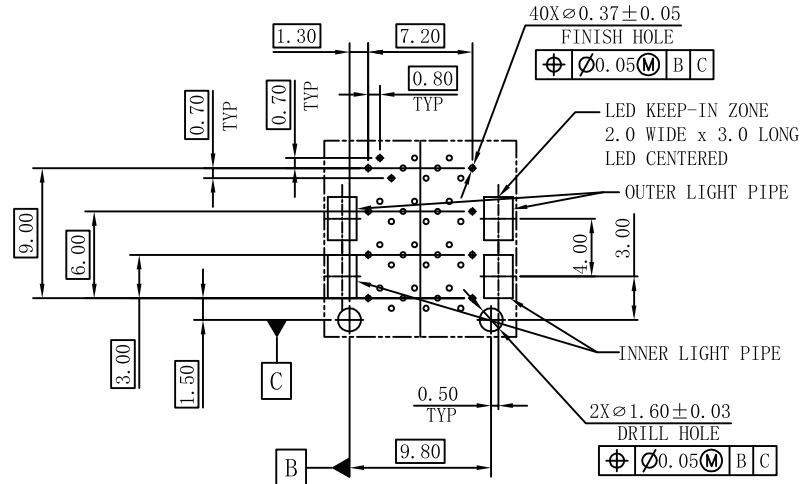 40X⌀0.37±0.05
FINISH HOLE
⌖ ⌀0.05Ⓜ B C
1.30
7.20
0.80
TYP
0.70
TYP
0.70
TYP
LED KEEP-IN ZONE
2.0 WIDE x 3.0 LONG
LED CENTERED
OUTER LIGHT PIPE
9.00
6.00
3.00
1.50
4.00
3.00
INNER LIGHT PIPE
C
0.50
TYP
9.80
B
2X⌀1.60±0.03
DRILL HOLE
⌖ ⌀0.05Ⓜ B C